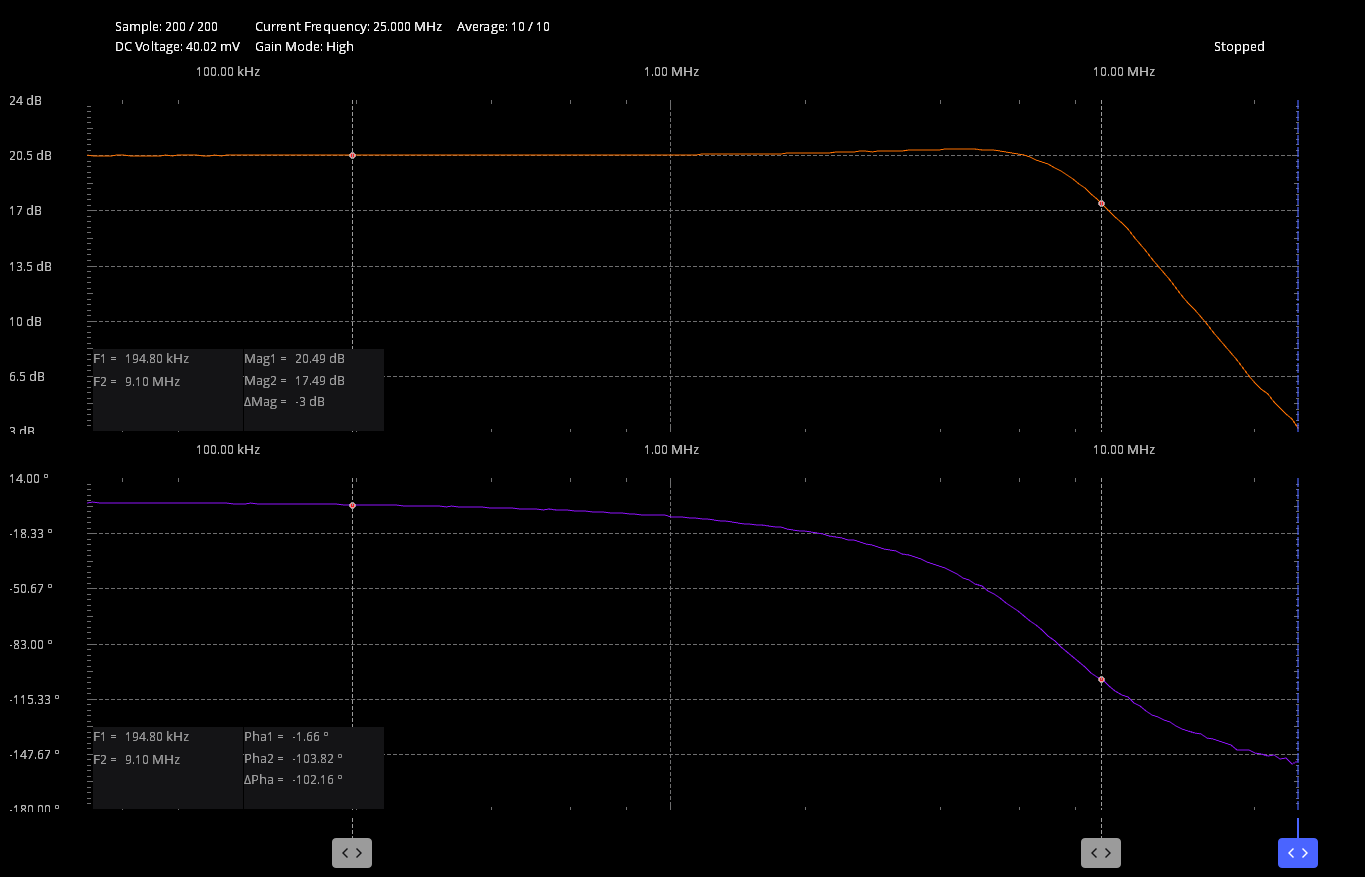 Sample: 200 / 200 Current Frequency: 25.000 MHz Average: 10 / 10
DC Voltage: 40.02 mV Gain Mode: High Stopped
100.00 kHz 1.00 MHz 10.00 MHz
24 dB
20.5 dB
17 dB
13.5 dB
10 dB
F1 = 194.80 kHz Mag1 = 20.49 dB
6.5 dB
F2 = 9.10 MHz Mag2 = 17.49 dB
ΔMag = -3 dB
3 dB
100.00 kHz 1.00 MHz 10.00 MHz
14.00 °
-18.33 °
-50.67 °
-83.00 °
-115.33 °
F1 = 194.80 kHz Pha1 = -1.66 °
-147.67 °
F2 = 9.10 MHz Pha2 = -103.82 °
ΔPha = -102.16 °
-180.00 °